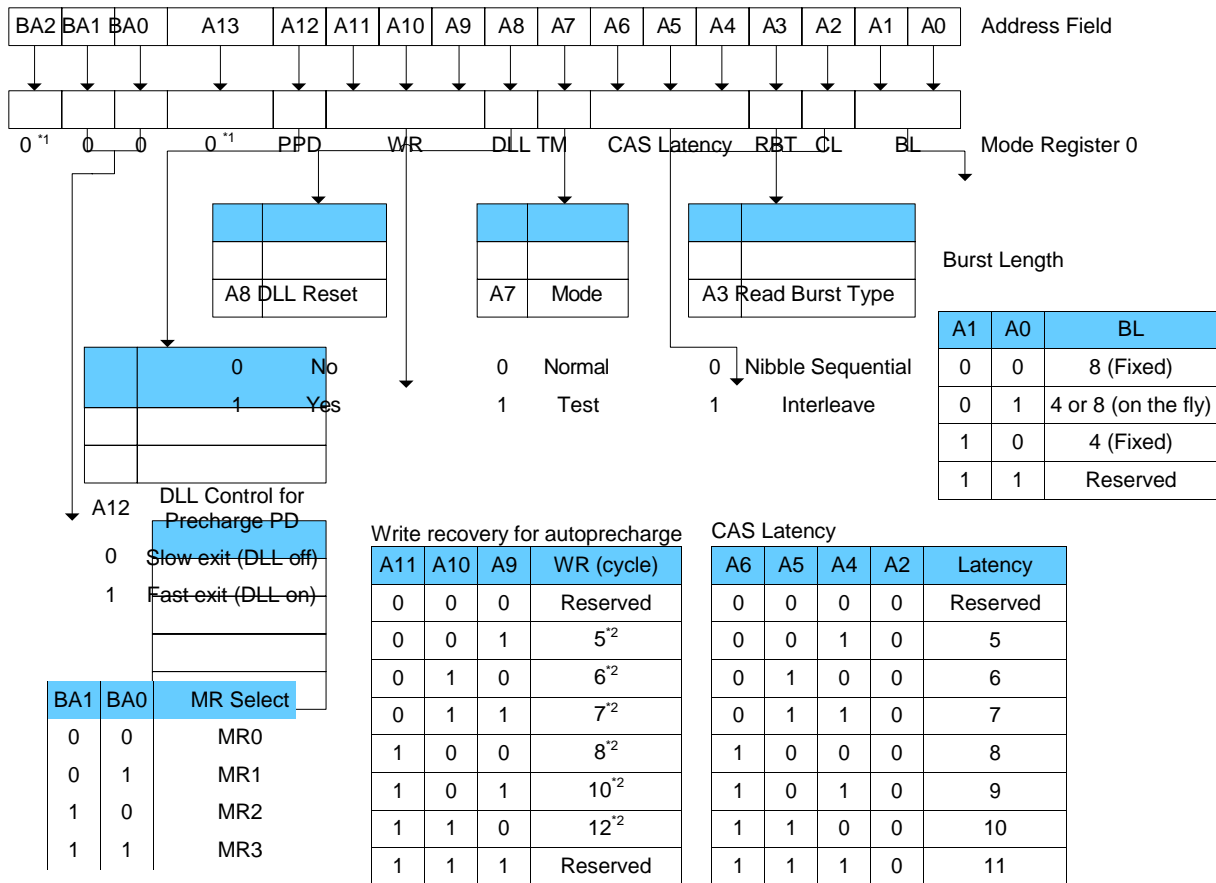 BA2 BA1 BA0 A13 A12 A11 A10 A9 A8 A7 A6 A5 A4 A3 A2 A1 A0 Address Field
0 *1 0 0 0 *1 PPD WR DLL TM CAS Latency RBT CL BL Mode Register 0
A8 DLL Reset
0 No
1 Yes
A7 Mode
0 Normal
1 Test
A3 Read Burst Type
0 Nibble Sequential
1 Interleave
Burst Length
A1 A0 BL
0 0 8 (Fixed)
0 1 4 or 8 (on the fly)
1 0 4 (Fixed)
1 1 Reserved
A12 DLL Control for
Precharge PD
0 Slow exit (DLL off)
1 Fast exit (DLL on)
BA1 BA0 MR Select
0 0 MR0
0 1 MR1
1 0 MR2
1 1 MR3
Write recovery for autoprecharge
A11 A10 A9 WR (cycle)
0 0 0 Reserved
0 0 1 5*2
0 1 0 6*2
0 1 1 7*2
1 0 0 8*2
1 0 1 10*2
1 1 0 12*2
1 1 1 Reserved
CAS Latency
A6 A5 A4 A2 Latency
0 0 0 0 Reserved
0 0 1 0 5
0 1 0 0 6
0 1 1 0 7
1 0 0 0 8
1 0 1 0 9
1 1 0 0 10
1 1 1 0 11